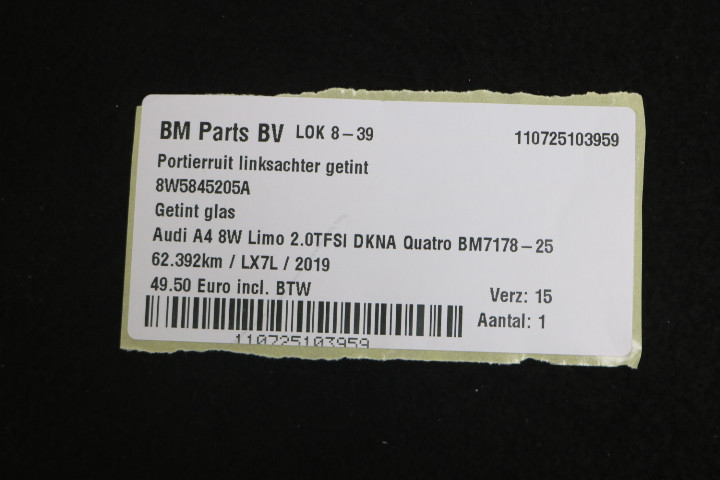 BM Parts BV LOK 8-39 110725103959
Portierruit linksachter getint
8W5845205A
Getint glas
Audi A4 8W Limo 2.0TFSI DKNA Quatro BM7178-25
62.392km / LX7L / 2019
49.50 Euro incl. BTW
Verz: 15
Aantal: 1
110725103959